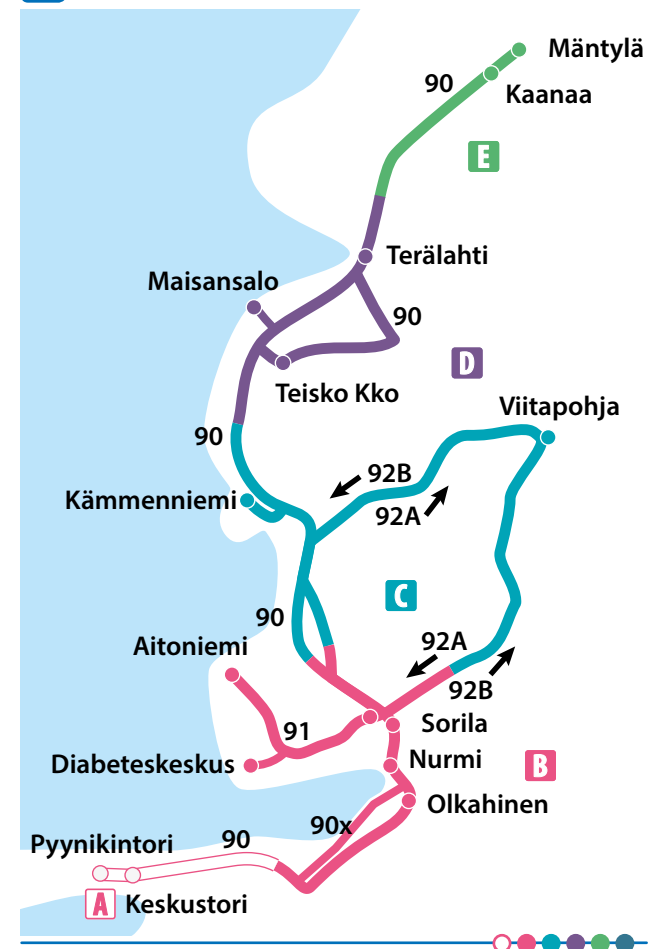 Mäntylä
90
Kaanaa
E
Terälahti
Maisansalo
90
D
Teisko Kko
Viitapohja
90
92B
Kämmenniemi
92A
C
90
92A
Aitoniemi
92B
91
Sorila
Diabeteskeskus
Nurmi
B
Olkahinen
90x
90
Pyynikintori
A Keskustori